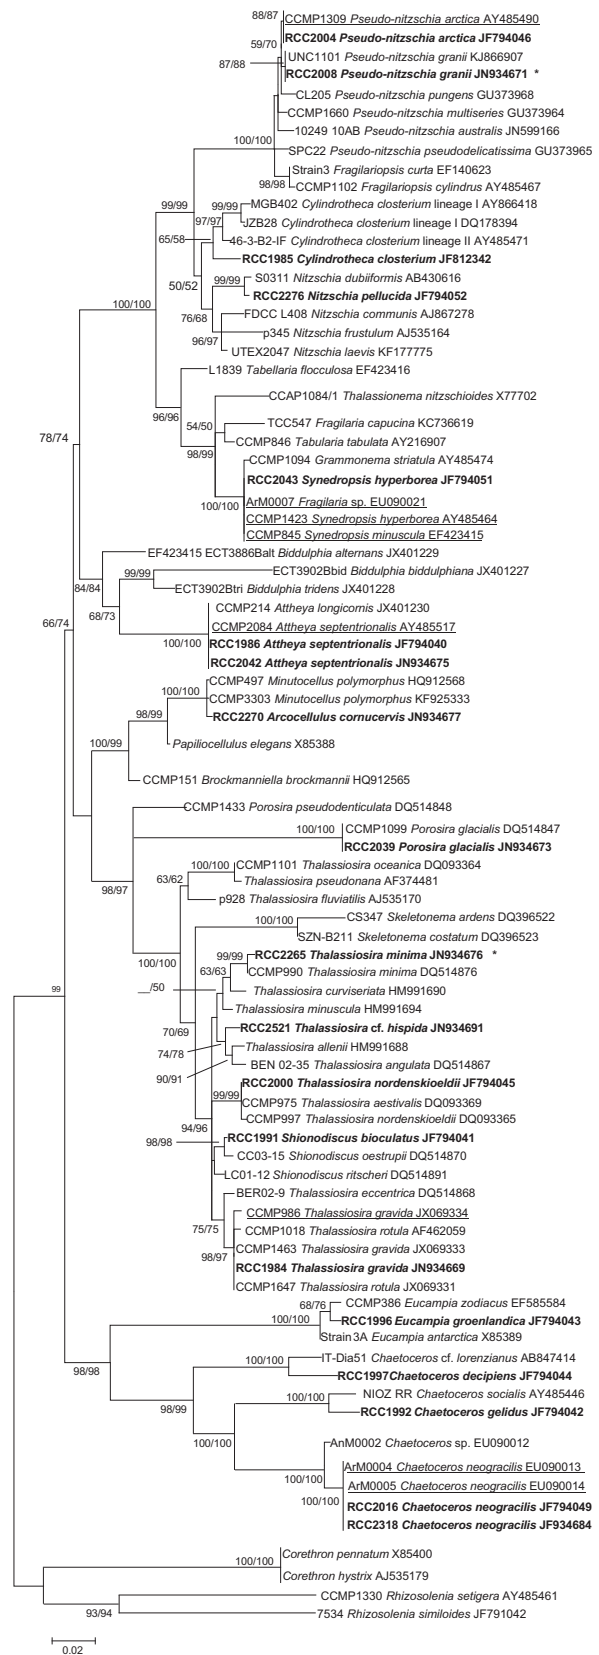 88/87
CCMP1309 Pseudo-nitzschia arctica AY485490
RCC2004 Pseudo-nitzschia arctica JF794046
59/70
UNC1101 Pseudo-nitzschia granii KJ866907
87/88
RCC2008 Pseudo-nitzschia granii JN934671 *
CL205 Pseudo-nitzschia pungens GU373968
CCMP1660 Pseudo-nitzschia multiseries GU373964
10249 10AB Pseudo-nitzschia australis JN599166
100/100
SPC22 Pseudo-nitzschia pseudodelicatissima GU373965
Strain3 Fragilariopsis curta EF140623
98/98
CCMP1102 Fragilariopsis cylindrus AY485467
99/99
MGB402 Cylindrotheca closterium lineage I AY866418
99/99
97/97
JZB28 Cylindrotheca closterium lineage I DQ178394
65/58
46-3-B2-IF Cylindrotheca closterium lineage II AY485471
RCC1985 Cylindrotheca closterium JF812342
50/52
99/99
S0311 Nitzschia dubiiformis AB430616
RCC2276 Nitzschia pellucida JF794052
100/100
76/68
FDCC L408 Nitzschia communis AJ867278
p345 Nitzschia frustulum AJ535164
96/97
UTEX2047 Nitzschia laevis KF177775
L1839 Tabellaria flocculosa EF423416
CCAP1084/1 Thalassionema nitzschioides X77702
96/96
54/50
TCC547 Fragilaria capucina KC736619
78/74
CCMP846 Tabularia tabulata AY216907
98/99
CCMP1094 Grammonema striatula AY485474
RCC2043 Synedropsis hyperborea JF794051
100/100
ArM0007 Fragilaria sp. EU090021
CCMP1423 Synedropsis hyperborea AY485464
CCMP845 Synedropsis minuscula EF423415
EF423415 ECT3886Balt Biddulphia alternans JX401229
99/99
ECT3902Bbid Biddulphia biddulphiana JX401227
84/84
ECT3902Btri Biddulphia tridens JX401228
68/73
CCMP214 Attheya longicornis JX401230
66/74
CCMP2084 Attheya septentrionalis AY485517
100/100
RCC1986 Attheya septentrionalis JF794040
RCC2042 Attheya septentrionalis JN934675
CCMP497 Minutocellus polymorphus HQ912568
100/100
CCMP3303 Minutocellus polymorphus KF925333
98/99
RCC2270 Arcocellulus cornucervis JN934677
100/99
Papiliocellulus elegans X85388
CCMP151 Brockmanniella brockmannii HQ912565
CCMP1433 Porosira pseudodenticulata DQ514848
100/100
CCMP1099 Porosira glacialis DQ514847
RCC2039 Porosira glacialis JN934673
98/97
100/100
CCMP1101 Thalassiosira oceanica DQ093364
63/62
Thalassiosira pseudonana AF374481
p928 Thalassiosira fluviatilis AJ535170
100/100
CS347 Skeletonema ardens DQ396522
SZN-B211 Skeletonema costatum DQ396523
99/99
RCC2265 Thalassiosira minima JN934676 *
100/100
63/63
CCMP990 Thalassiosira minima DQ514876
99
__/50
Thalassiosira curviseriata HM991690
Thalassiosira minuscula HM991694
70/69
RCC2521 Thalassiosira cf. hispida JN934691
74/78
Thalassiosira allenii HM991688
90/91
BEN 02-35 Thalassiosira angulata DQ514867
RCC2000 Thalassiosira nordenskioeldii JF794045
99/99
CCMP975 Thalassiosira aestivalis DQ093369
CCMP997 Thalassiosira nordenskioeldii DQ093365
94/96
RCC1991 Shionodiscus bioculatus JF794041
98/98
CC03-15 Shionodiscus oestrupii DQ514870
LC01-12 Shionodiscus ritscheri DQ514891
BER02-9 Thalassiosira eccentrica DQ514868
CCMP986 Thalassiosira gravida JX069334
75/75
CCMP1018 Thalassiosira rotula AF462059
CCMP1463 Thalassiosira gravida JX069333
98/97
RCC1984 Thalassiosira gravida JN934669
CCMP1647 Thalassiosira rotula JX069331
68/76
CCMP386 Eucampia zodiacus EF585584
100/100
RCC1996 Eucampia groenlandica JF794043
Strain3A Eucampia antarctica X85389
98/98
100/100
IT-Dia51 Chaetoceros cf. lorenzianus AB847414
RCC1997Chaetoceros decipiens JF794044
98/99
100/100
NIOZ RR Chaetoceros socialis AY485446
RCC1992 Chaetoceros gelidus JF794042
100/100
AnM0002 Chaetoceros sp. EU090012
ArM0004 Chaetoceros neogracilis EU090013
100/100
ArM0005 Chaetoceros neogracilis EU090014
100/100
RCC2016 Chaetoceros neogracilis JF794049
RCC2318 Chaetoceros neogracilis JF934684
100/100
Corethron pennatum X85400
Corethron hystrix AJ535179
CCMP1330 Rhizosolenia setigera AY485461
93/94
7534 Rhizosolenia similoides JF791042
0.02